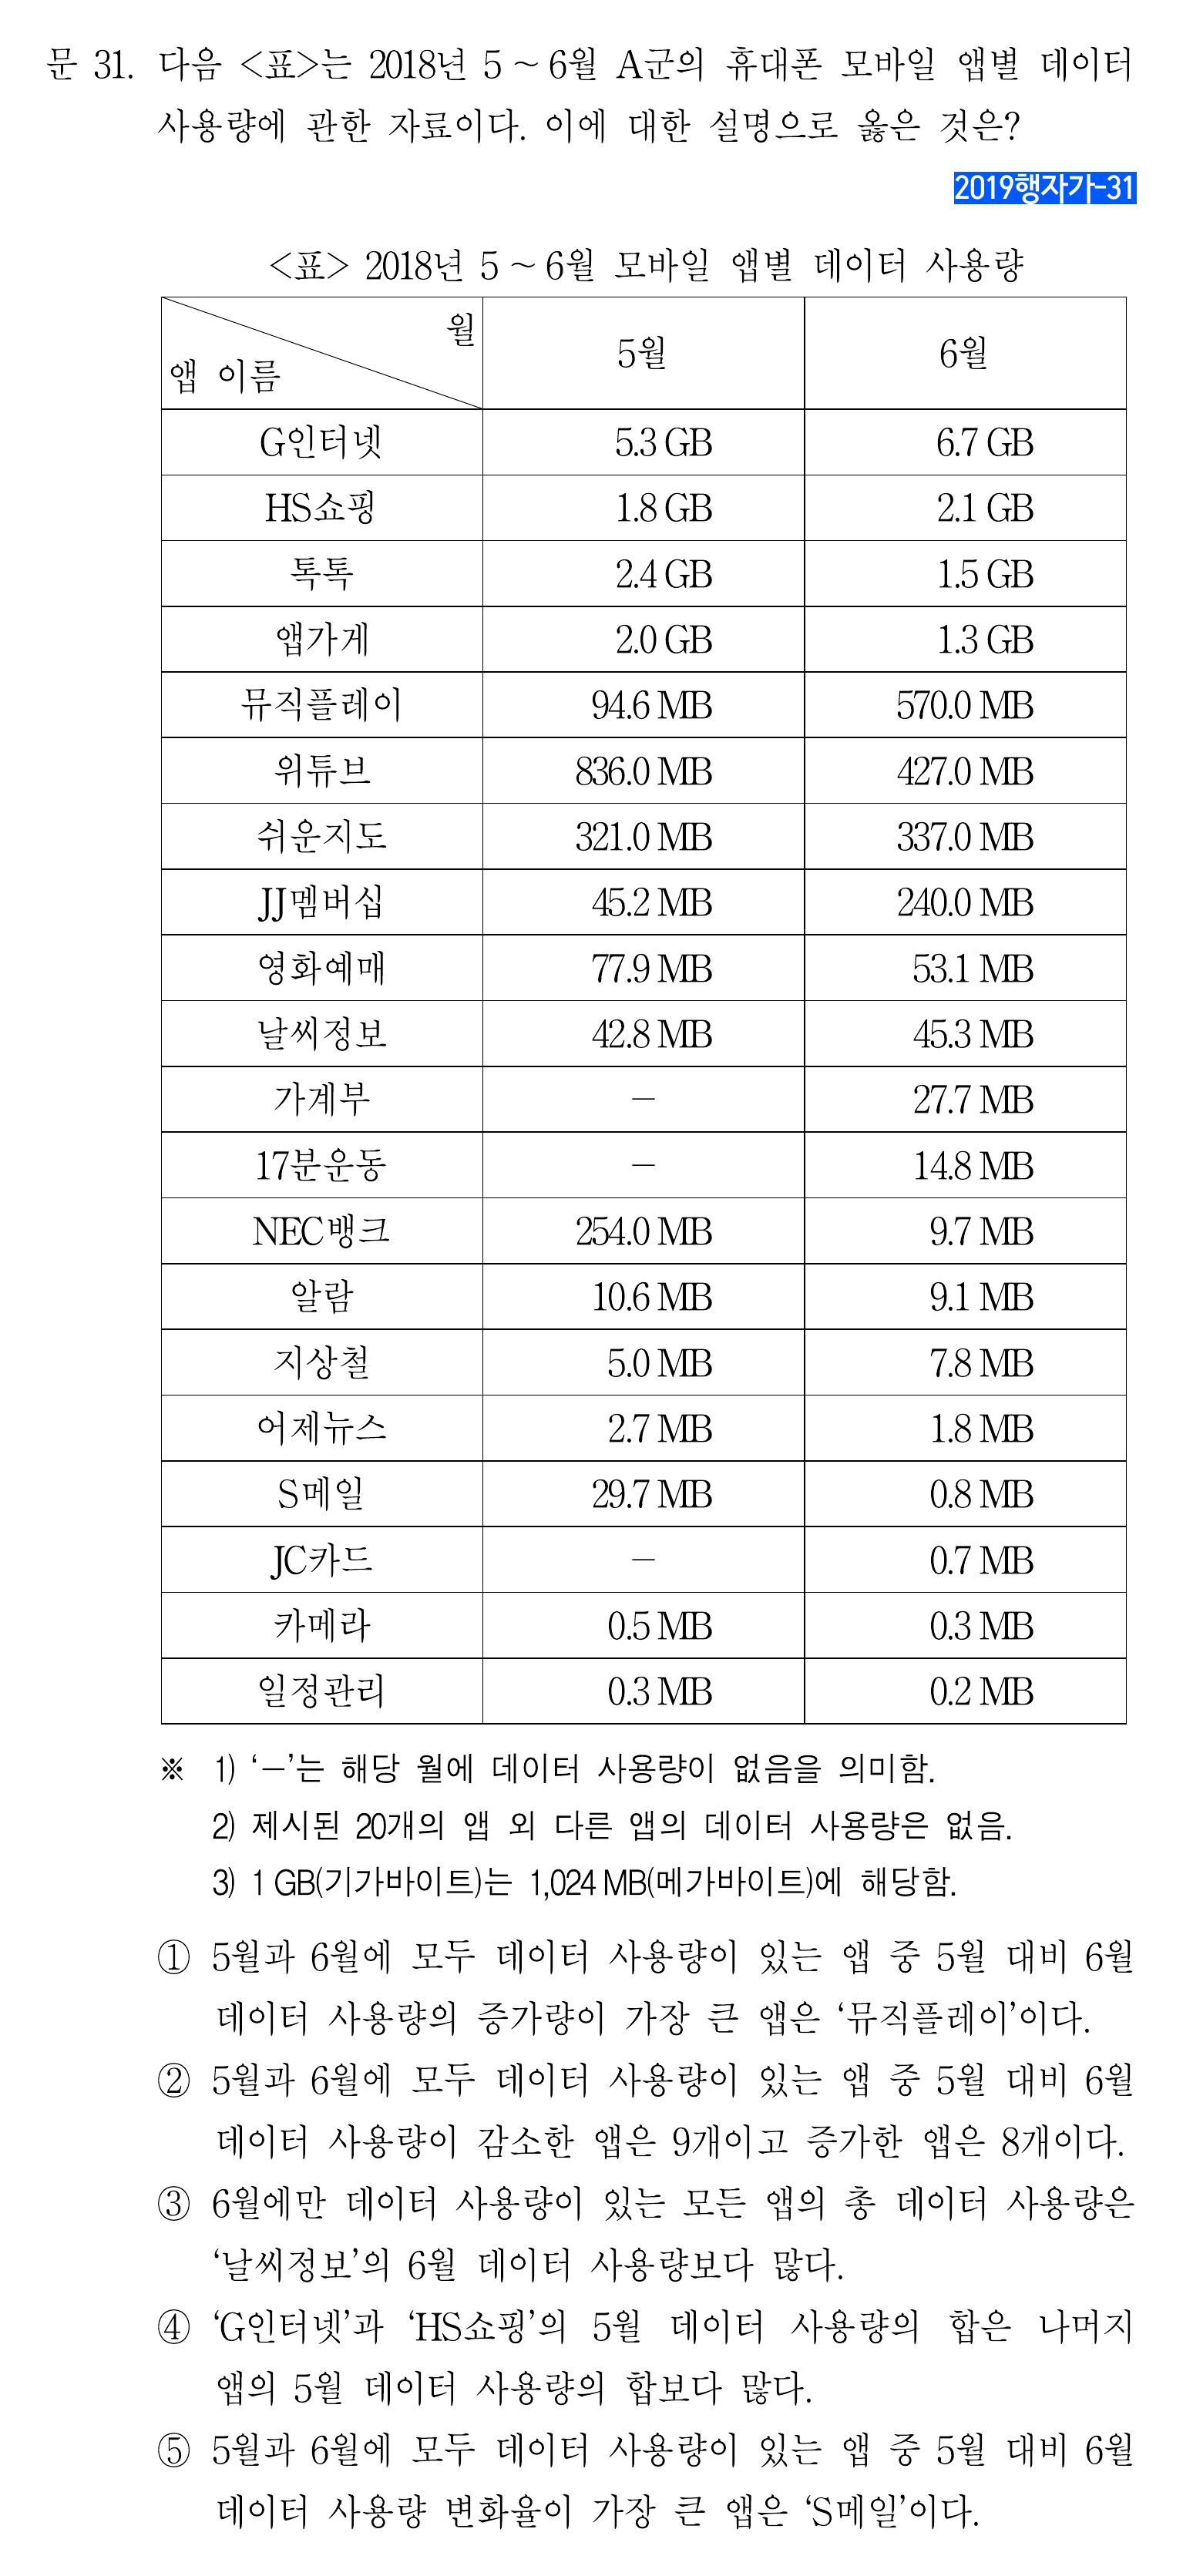 문 31. 다음 <표>는 2018년 5 ~ 6월 A군의 휴대폰 모바일 앱별 데이터
사용량에 관한 자료이다. 이에 대한 설명으로 옳은 것은?
2019행자가-31
<표> 2018년 5 ~ 6월 모바일 앱별 데이터 사용량
월
앱 이름 5월 6월
G인터넷 5.3 GB 6.7 GB
HS쇼핑 1.8 GB 2.1 GB
톡톡 2.4 GB 1.5 GB
앱가게 2.0 GB 1.3 GB
뮤직플레이 94.6 MB 570.0 MB
위튜브 836.0 MB 427.0 MB
쉬운지도 321.0 MB 337.0 MB
JJ멤버십 45.2 MB 240.0 MB
영화예매 77.9 MB 53.1 MB
날씨정보 42.8 MB 45.3 MB
가계부 － 27.7 MB
17분운동 － 14.8 MB
NEC뱅크 254.0 MB 9.7 MB
알람 10.6 MB 9.1 MB
지상철 5.0 MB 7.8 MB
어제뉴스 2.7 MB 1.8 MB
S메일 29.7 MB 0.8 MB
JC카드 － 0.7 MB
카메라 0.5 MB 0.3 MB
일정관리 0.3 MB 0.2 MB
※ 1) ‘－’는 해당 월에 데이터 사용량이 없음을 의미함.
2) 제시된 20개의 앱 외 다른 앱의 데이터 사용량은 없음.
3) 1 GB(기가바이트)는 1,024 MB(메가바이트)에 해당함.
① 5월과 6월에 모두 데이터 사용량이 있는 앱 중 5월 대비 6월
데이터 사용량의 증가량이 가장 큰 앱은 ‘뮤직플레이’이다.
② 5월과 6월에 모두 데이터 사용량이 있는 앱 중 5월 대비 6월
데이터 사용량이 감소한 앱은 9개이고 증가한 앱은 8개이다.
③ 6월에만 데이터 사용량이 있는 모든 앱의 총 데이터 사용량은
‘날씨정보’의 6월 데이터 사용량보다 많다.
④ ‘G인터넷’과 ‘HS쇼핑’의 5월 데이터 사용량의 합은 나머지
앱의 5월 데이터 사용량의 합보다 많다.
⑤ 5월과 6월에 모두 데이터 사용량이 있는 앱 중 5월 대비 6월
데이터 사용량 변화율이 가장 큰 앱은 ‘S메일’이다.